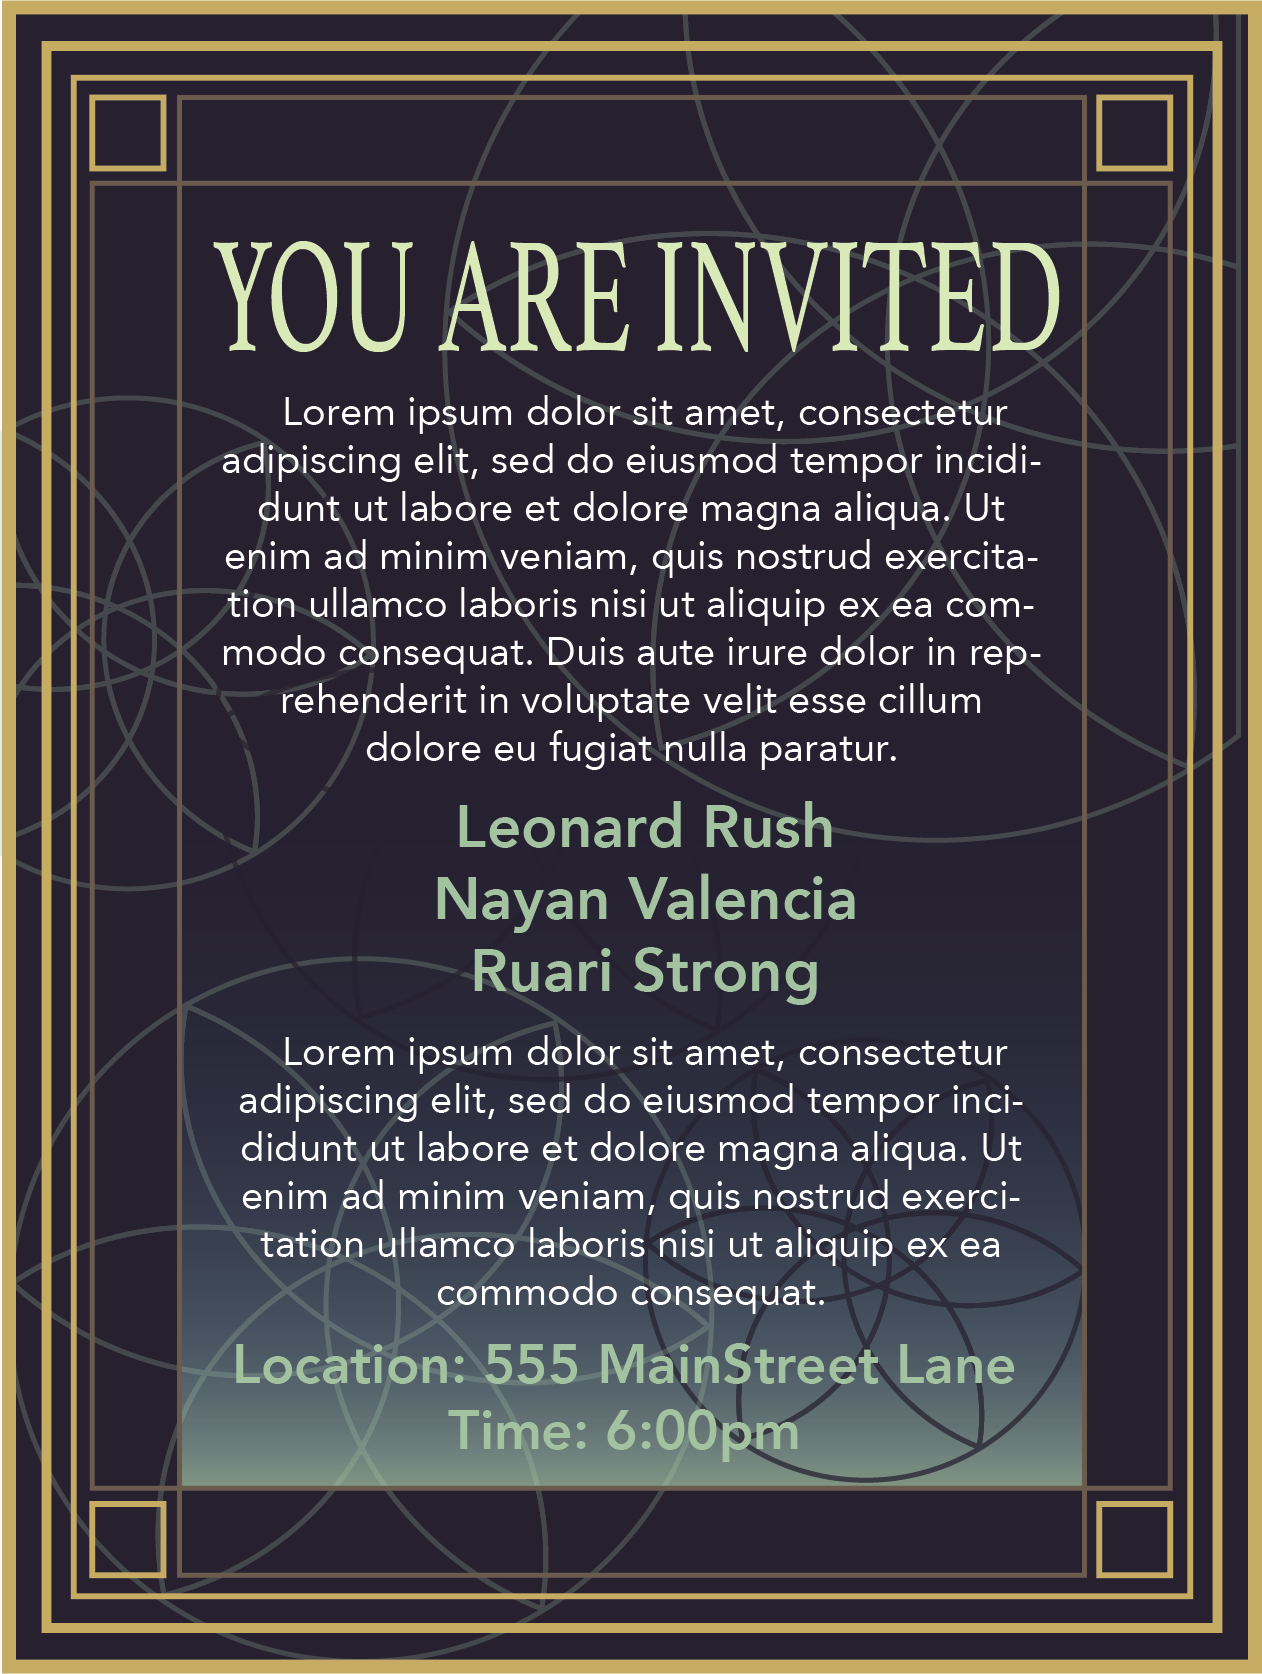 YOU ARE INVITED
Lorem ipsum dolor sit amet, consectetur
adipiscing elit, sed do eiusmod tempor incidi-
dunt ut labore et dolore magna aliqua. Ut
enim ad minim veniam, quis nostrud exercita-
tion ullamco laboris nisi ut aliquip ex ea com-
modo consequat. Duis aute irure dolor in rep-
rehenderit in voluptate velit esse cillum
dolore eu fugiat nulla paratur.
Leonard Rush
Nayan Valencia
Ruari Strong
Lorem ipsum dolor sit amet, consectetur
adipiscing elit, sed do eiusmod tempor inci-
didunt ut labore et dolore magna aliqua. Ut
enim ad minim veniam, quis nostrud exerci-
tation ullamco laboris nisi ut aliquip ex ea
commodo consequat.
Location: 555 MainStreet Lane
Time: 6:00pm